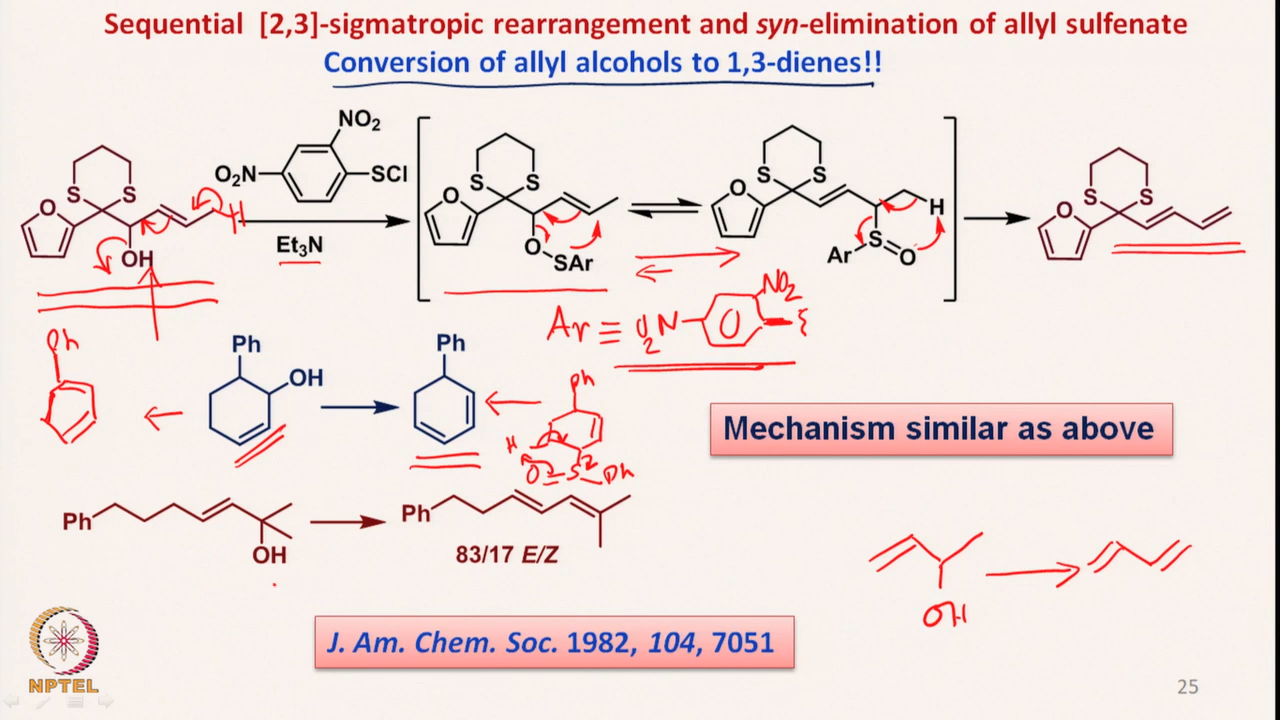 Sequential [2,3]-sigmatropic rearrangement and syn-elimination of allyl sulfenate
Conversion of allyl alcohols to 1,3-dienes!!
NO2
O2N
SCl
Et3N
O
S
S
OH
H
O
S
S
O
SAr
O
S
S
H
Ar
S
O
O
S
S
Ar ≡ O2N
NO2
Ph
Ph
OH
Ph
Ph
H
O
S
Ph
Mechanism similar as above
Ph
OH
Ph
83/17 E/Z
OH
J. Am. Chem. Soc. 1982, 104, 7051
NPTEL
25